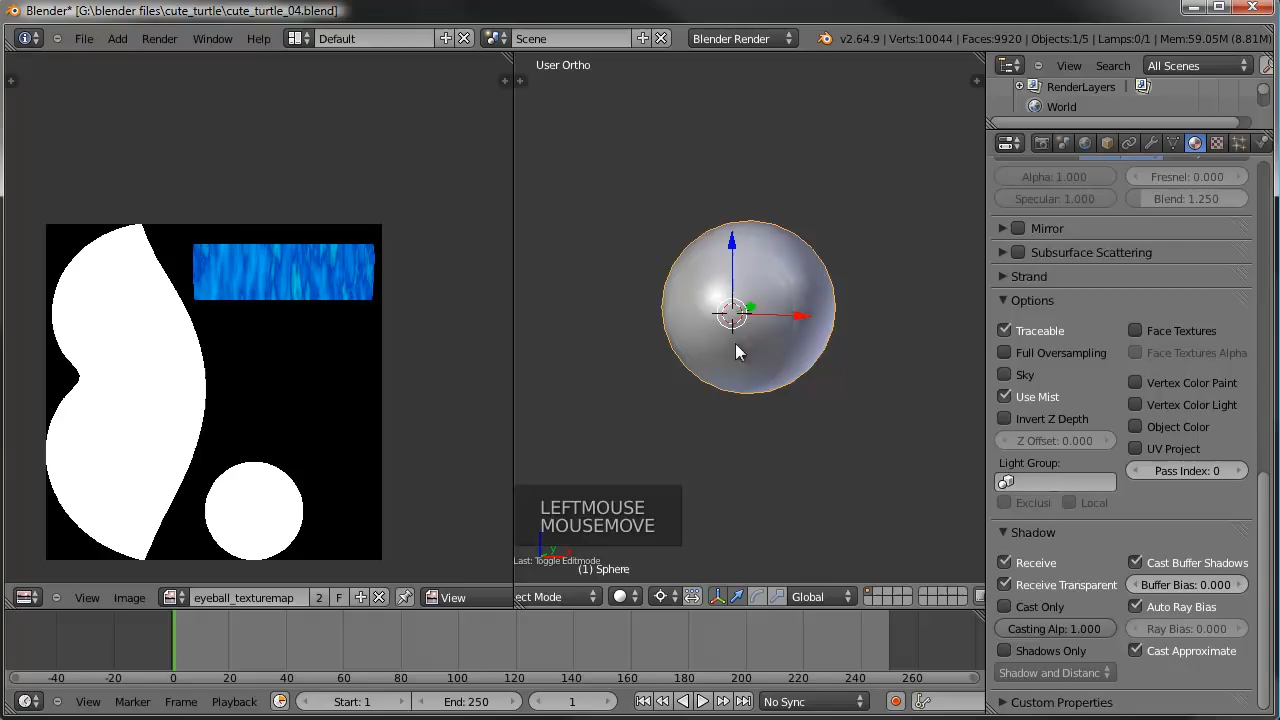 Blender* [G:\blender files\cute_turtle\cute_turtle_04.blend]
File Add Render Window Help Default Scene Blender Render v2.64.9 | Verts:10044 | Faces:9920 | Objects:1/5 | Lamps:0/1 | Mem:59.05M (8.81M)
User Ortho
View Search All Scenes
RenderLayers
World
Alpha: 1.000 Fresnel: 0.000
Specular: 1.000 Blend: 1.250
Mirror
Subsurface Scattering
Strand
Options
Traceable Face Textures
Full Oversampling Face Textures Alpha
Sky
Use Mist Vertex Color Paint
Invert Z Depth Vertex Color Light
Z Offset: 0.000 Object Color
Light Group: UV Project
Pass Index: 0
Exclusi Local
Shadow
Receive Cast Buffer Shadows
Receive Transparent Buffer Bias: 0.000
Cast Only Auto Ray Bias
Casting Alp: 1.000 Ray Bias: 0.000
Shadows Only Cast Approximate
Shadow and Distanc
Custom Properties
LEFTMOUSE
MOUSEMOVE
Last: Toggle Editmode
(1) Sphere
View Image eyeball_texturemap 2 F View ect Mode Global
-40 -20 0 20 40 60 80 100 120 140 160 180 200 220 240 260
View Marker Frame Playback Start: 1 End: 250 1 No Sync